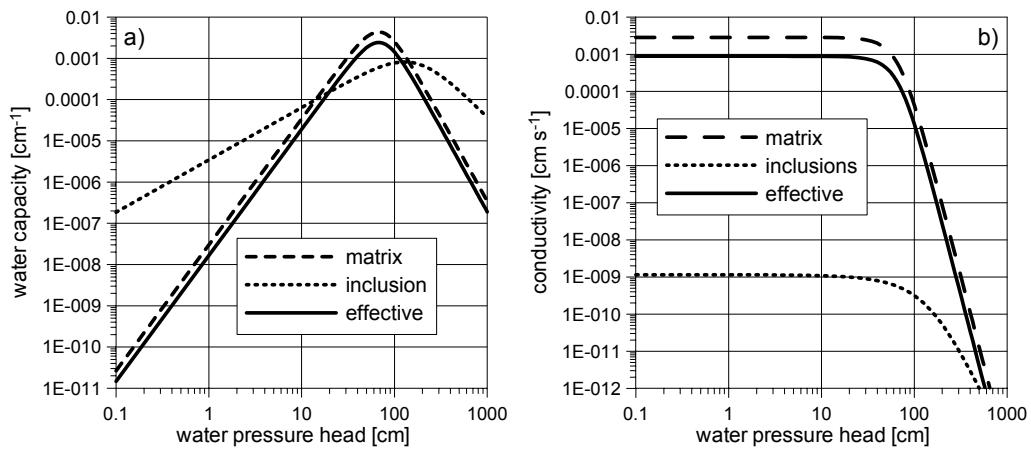 a)
water capacity [cm-1]
0.01
0.001
0.0001
1E-005
1E-006
1E-007
1E-008
1E-009
1E-010
1E-011
0.1 1 10 100 1000
water pressure head [cm]
matrix
inclusion
effective
b)
conductivity [cm s-1]
0.01
0.001
0.0001
1E-005
1E-006
1E-007
1E-008
1E-009
1E-010
1E-011
1E-012
0.1 1 10 100 1000
water pressure head [cm]
matrix
inclusions
effective